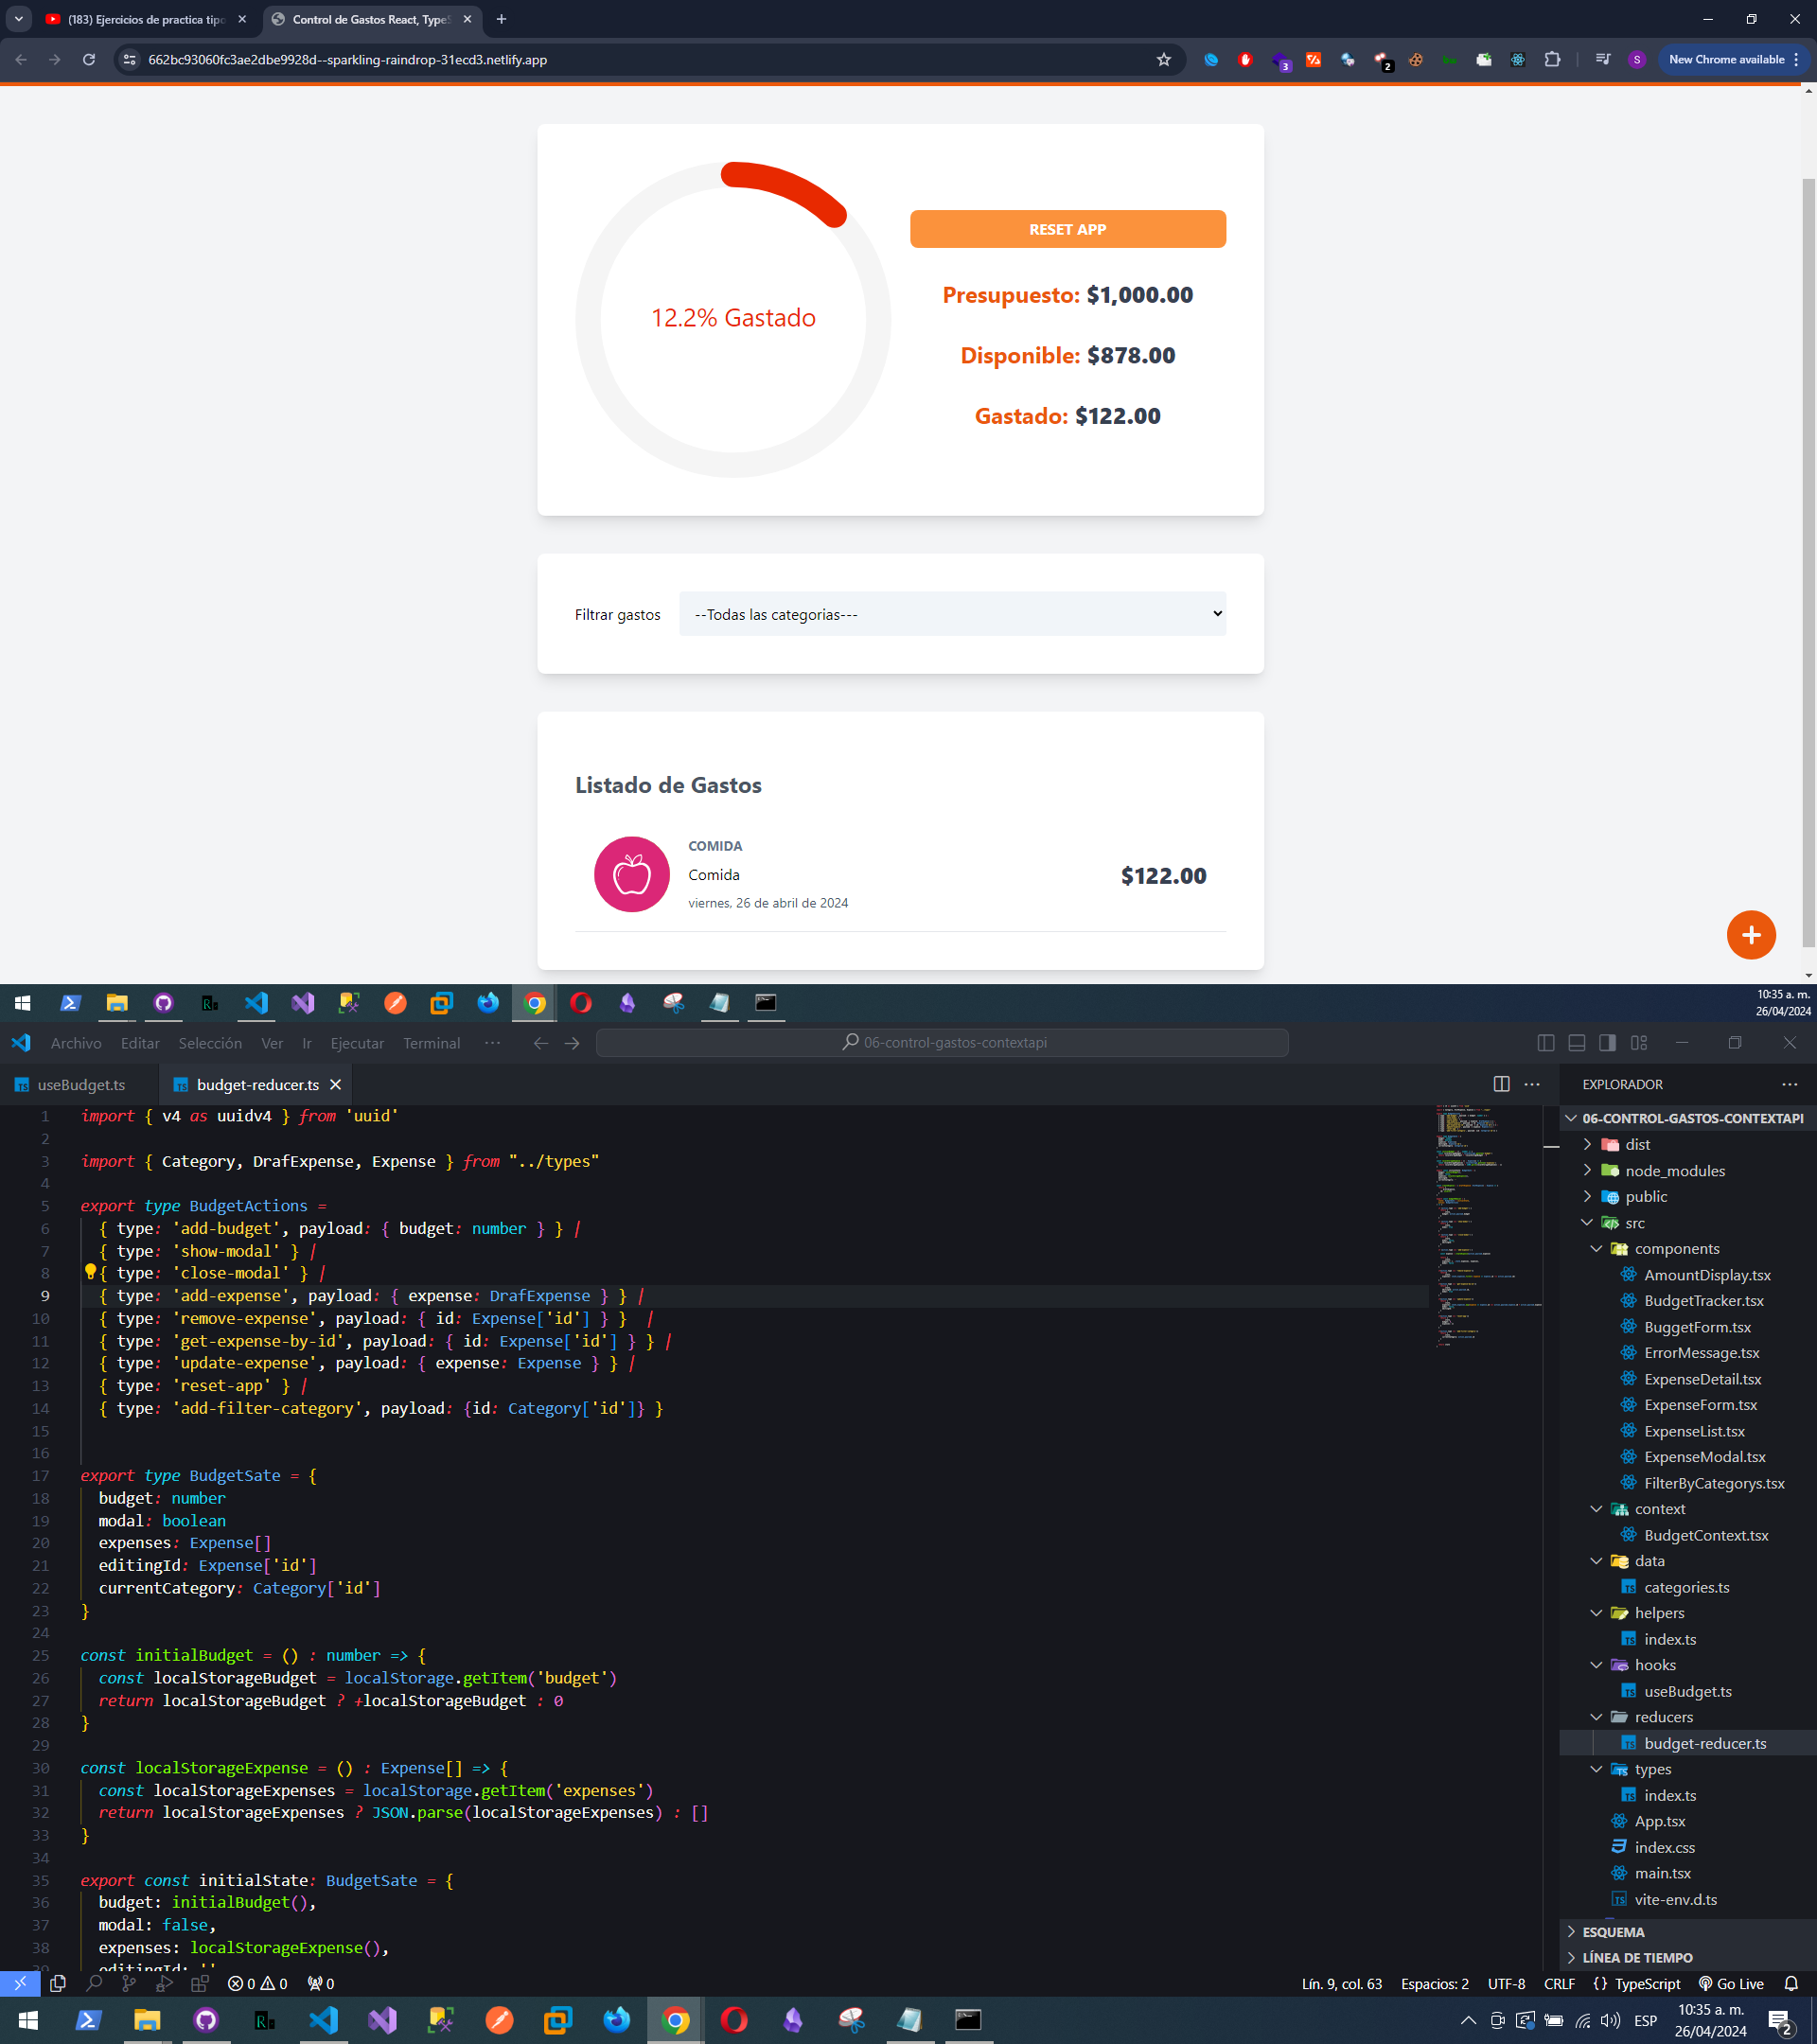 (183) Ejercicios de practica tipo
Control de Gastos React, TypeS
662bc93060fc3ae2dbe9928d--sparkling-raindrop-31ecd3.netlify.app
3
2
S
New Chrome available
12.2% Gastado
RESET APP
Presupuesto: $1,000.00
Disponible: $878.00
Gastado: $122.00
Filtrar gastos
--Todas las categorias---
Listado de Gastos
COMIDA
Comida
viernes, 26 de abril de 2024
$122.00
10:35 a. m.
26/04/2024
Archivo Editar Selección Ver Ir Ejecutar Terminal ···
06-control-gastos-contextapi
useBudget.ts
budget-reducer.ts
1 import { v4 as uuidv4 } from 'uuid'
2
3 import { Category, DrafExpense, Expense } from "../types"
4
5 export type BudgetActions =
6 { type: 'add-budget', payload: { budget: number } } |
7 { type: 'show-modal' } |
8 { type: 'close-modal' } |
9 { type: 'add-expense', payload: { expense: DrafExpense } } |
10 { type: 'remove-expense', payload: { id: Expense['id'] } } |
11 { type: 'get-expense-by-id', payload: { id: Expense['id'] } } |
12 { type: 'update-expense', payload: { expense: Expense } } |
13 { type: 'reset-app' } |
14 { type: 'add-filter-category', payload: {id: Category['id']} }
15
16
17 export type BudgetSate = {
18 budget: number
19 modal: boolean
20 expenses: Expense[]
21 editingId: Expense['id']
22 currentCategory: Category['id']
23 }
24
25 const initialBudget = () : number => {
26 const localStorageBudget = localStorage.getItem('budget')
27 return localStorageBudget ? +localStorageBudget : 0
28 }
29
30 const localStorageExpense = () : Expense[] => {
31 const localStorageExpenses = localStorage.getItem('expenses')
32 return localStorageExpenses ? JSON.parse(localStorageExpenses) : []
33 }
34
35 export const initialState: BudgetSate = {
36 budget: initialBudget(),
37 modal: false,
38 expenses: localStorageExpense(),
39 editingId: ''
EXPLORADOR
06-CONTROL-GASTOS-CONTEXTAPI
dist
node_modules
public
src
components
AmountDisplay.tsx
BudgetTracker.tsx
BuggetForm.tsx
ErrorMessage.tsx
ExpenseDetail.tsx
ExpenseForm.tsx
ExpenseList.tsx
ExpenseModal.tsx
FilterByCategorys.tsx
context
BudgetContext.tsx
data
categories.ts
helpers
index.ts
hooks
useBudget.ts
reducers
budget-reducer.ts
types
index.ts
App.tsx
index.css
main.tsx
vite-env.d.ts
ESQUEMA
LÍNEA DE TIEMPO
0 0 0
Lín. 9, col. 63 Espacios: 2 UTF-8 CRLF {} TypeScript Go Live
ESP
10:35 a. m.
26/04/2024
2